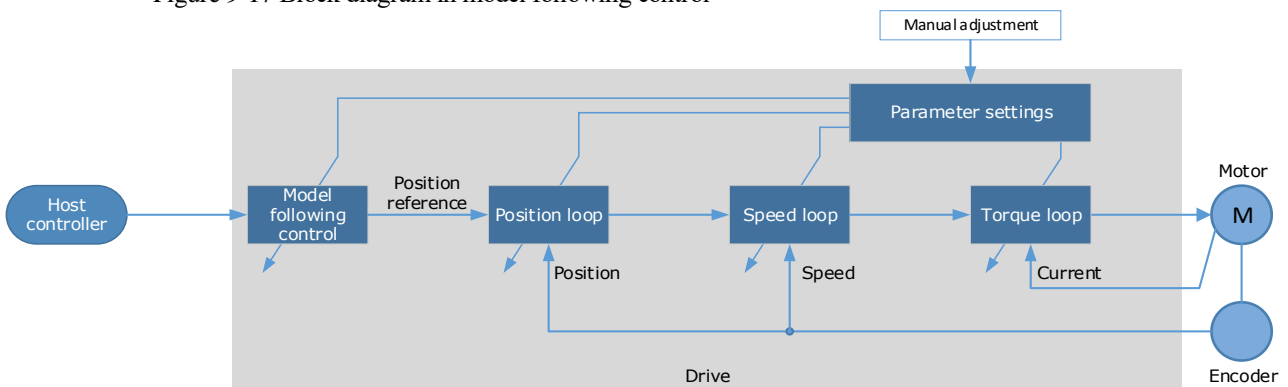 Figure 9-17 Block diagram in model following control
Manual adjustment
Parameter settings
Host
controller
Model
following
control
Position
reference
Position loop
Speed loop
Torque loop
Motor
M
Position
Speed
Current
Drive
Encoder